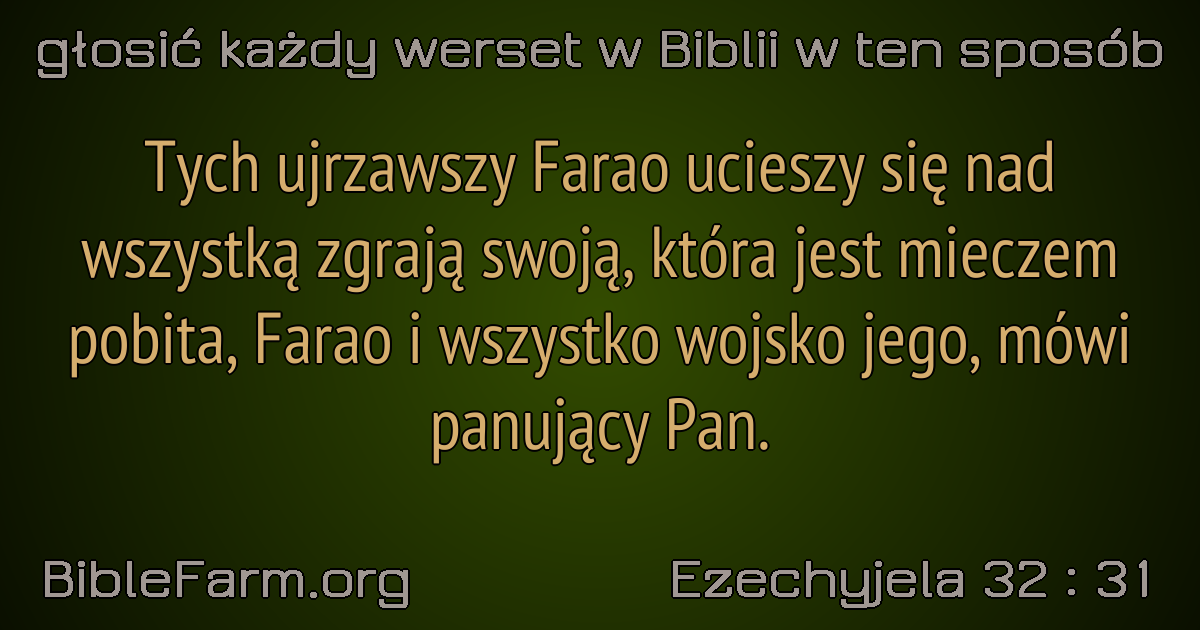 głosić każdy werset w Biblii w ten sposób
Tych ujrzawszy Farao ucieszy się nad
wszystką zgrają swoją, która jest mieczem
pobita, Farao i wszystko wojsko jego, mówi
panujący Pan.
BibleFarm.org
Ezechyjela 32 : 31